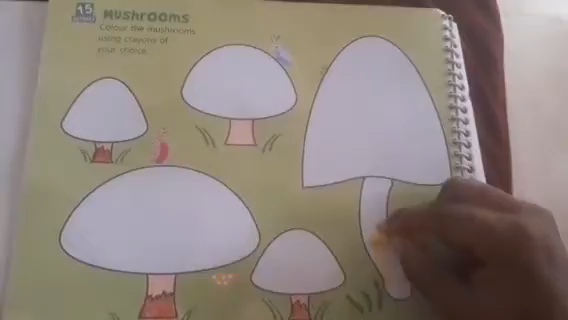 15
Mushrooms
Colour the mushrooms
using crayons of
your choice.